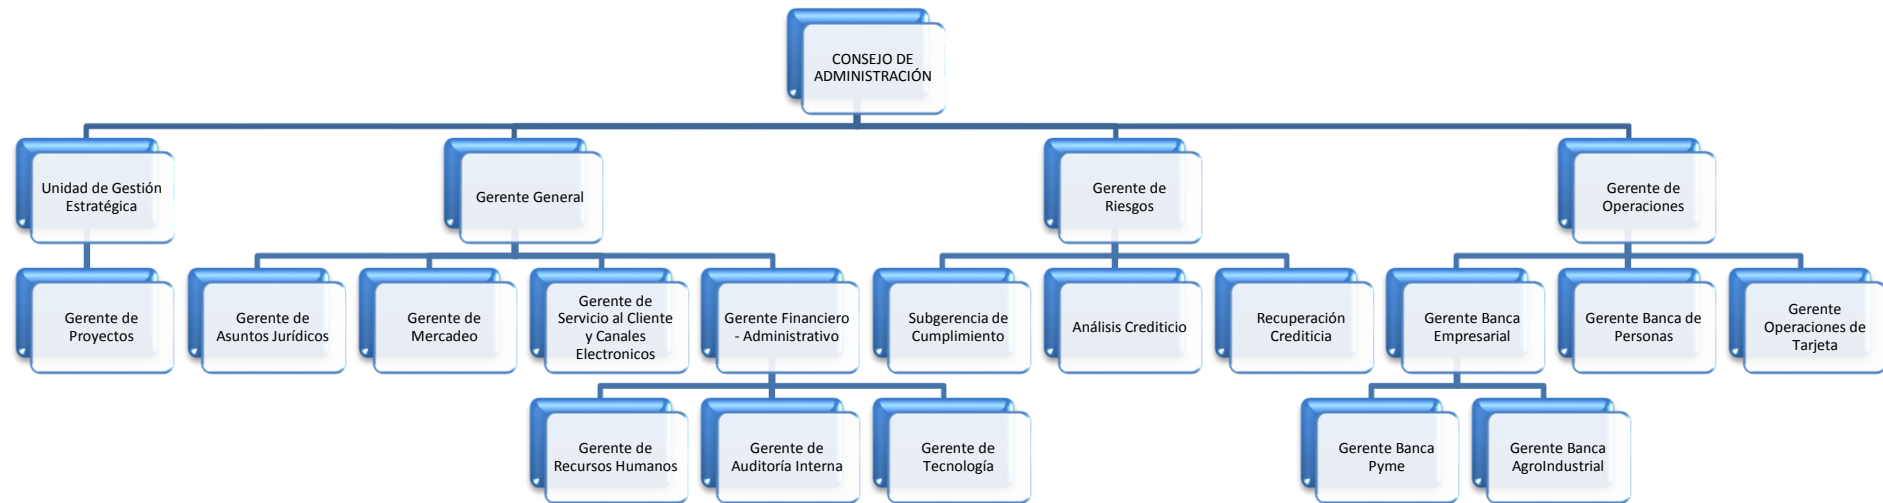 CONSEJO DE
ADMINISTRACIÓN
Unidad de Gestión
Estratégica
Gerente General
Gerente de
Riesgos
Gerente de
Operaciones
Gerente de
Proyectos
Gerente de
Asuntos Jurídicos
Gerente de
Mercadeo
Gerente de
Servicio al Cliente
y Canales
Electronicos
Gerente Financiero
- Administrativo
Subgerencia de
Cumplimiento
Análisis Crediticio
Recuperación
Crediticia
Gerente Banca
Empresarial
Gerente Banca de
Personas
Gerente
Operaciones de
Tarjeta
Gerente de
Recursos Humanos
Gerente de
Auditoría Interna
Gerente de
Tecnología
Gerente Banca
Pyme
Gerente Banca
AgroIndustrial